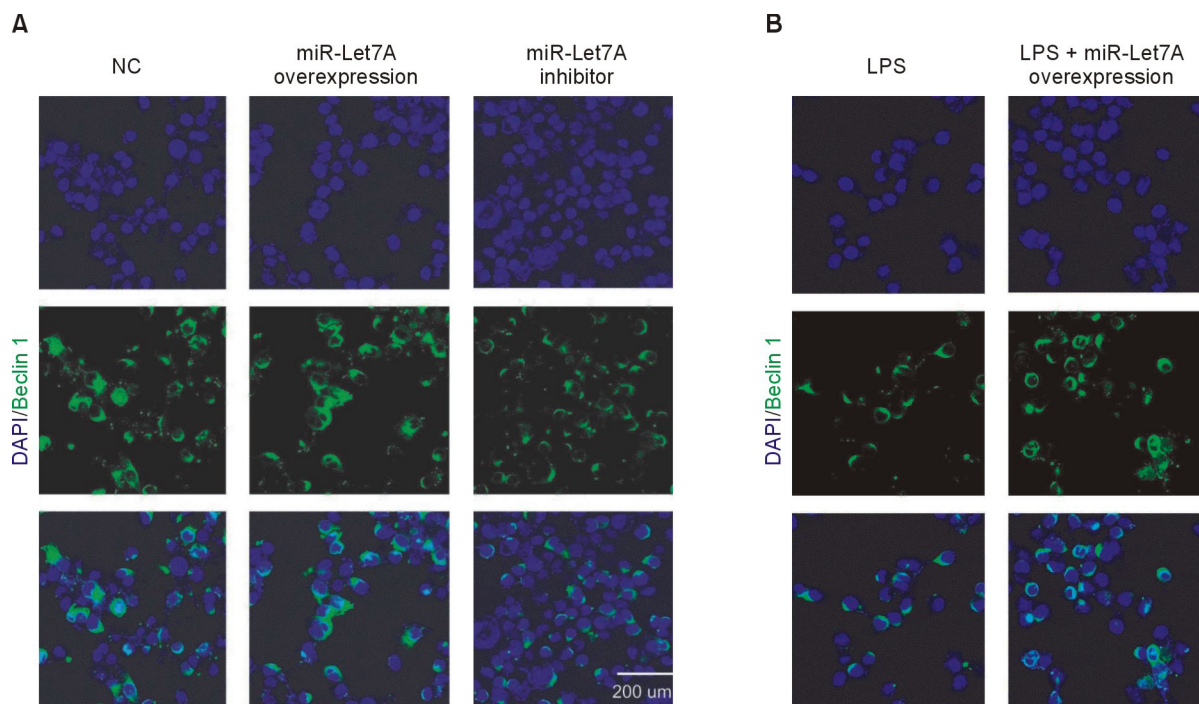 A
B
NC
miR-Let7A
overexpression
miR-Let7A
inhibitor
LPS
LPS + miR-Let7A
overexpression
DAPI/Beclin 1
DAPI/Beclin 1
200 um